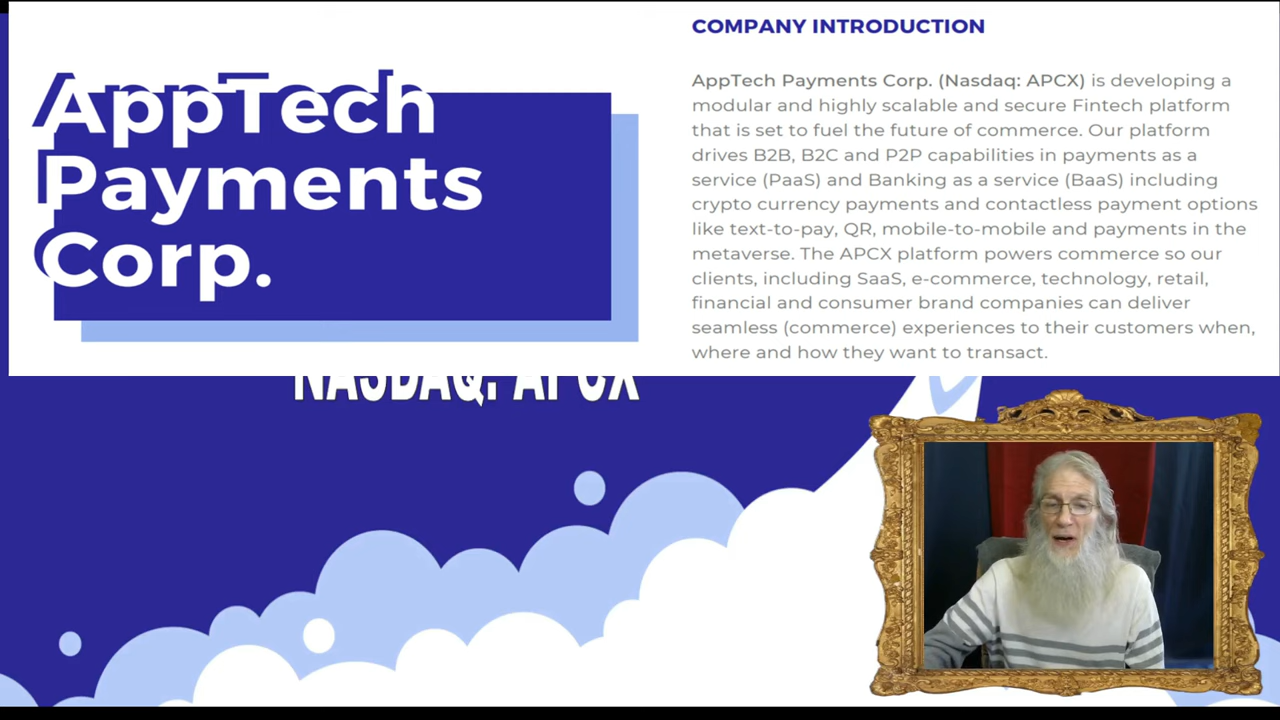 AppTech
Payments
Corp.
COMPANY INTRODUCTION
AppTech Payments Corp. (Nasdaq: APCX) is developing a
modular and highly scalable and secure Fintech platform
that is set to fuel the future of commerce. Our platform
drives B2B, B2C and P2P capabilities in payments as a
service (PaaS) and Banking as a service (BaaS) including
crypto currency payments and contactless payment options
like text-to-pay, QR, mobile-to-mobile and payments in the
metaverse. The APCX platform powers commerce so our
clients, including SaaS, e-commerce, technology, retail,
financial and consumer brand companies can deliver
seamless (commerce) experiences to their customers when,
where and how they want to transact.
NASDAQ: APCX